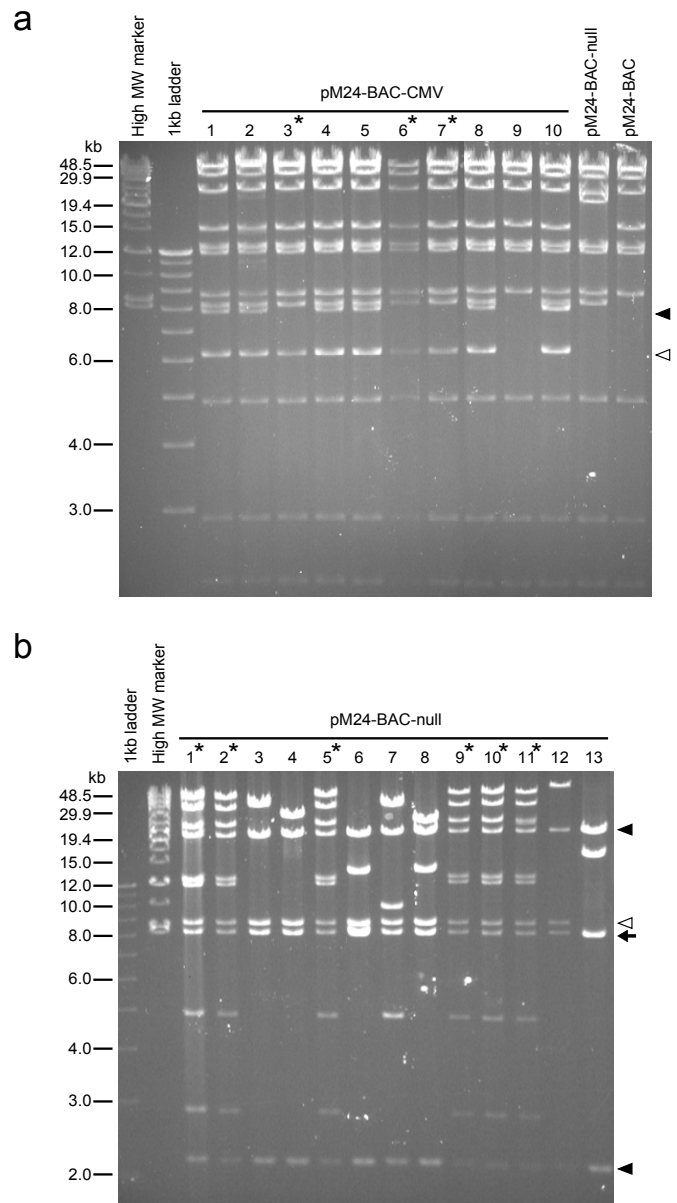 a
High MW marker
1kb ladder
pM24-BAC-CMV
pM24-BAC-null
pM24-BAC
1 2 3* 4 5 6* 7* 8 9 10
kb
48.5
29.9
19.4
15.0
12.0
10.0
8.0
6.0
4.0
3.0
b
1kb ladder
High MW marker
pM24-BAC-null
1* 2* 3 4 5* 6 7 8 9* 10* 11* 12 13
kb
48.5
29.9
19.4
15.0
12.0
10.0
8.0
6.0
4.0
3.0
2.0